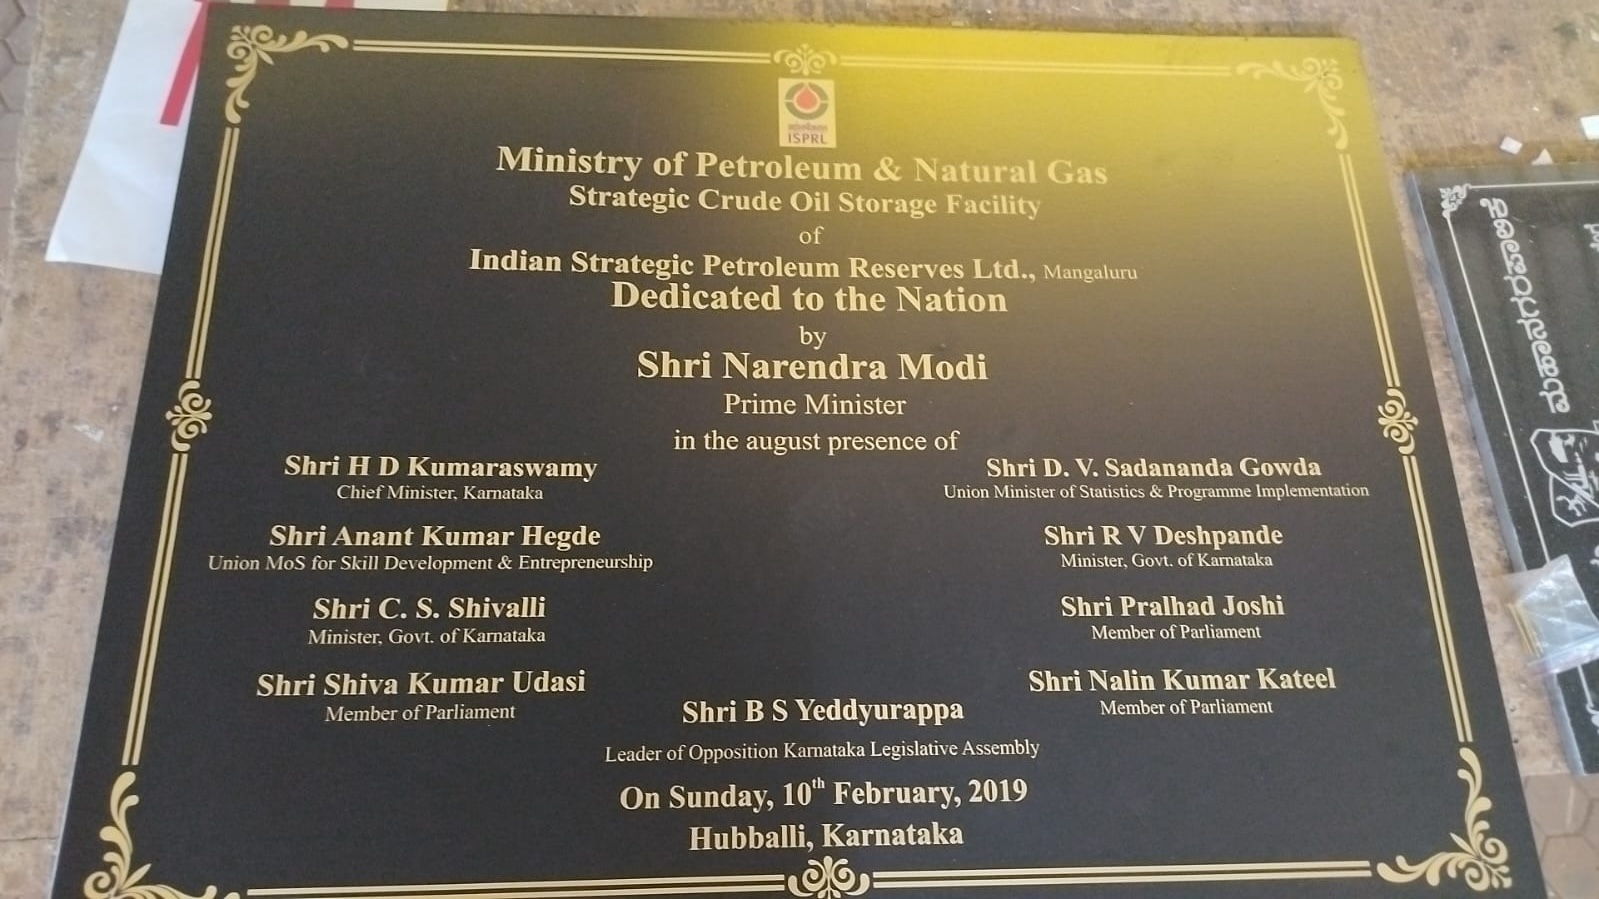 ISPRL
Ministry of Petroleum & Natural Gas
Strategic Crude Oil Storage Facility
of
Indian Strategic Petroleum Reserves Ltd., Mangaluru
Dedicated to the Nation
by
Shri Narendra Modi
Prime Minister
in the august presence of
Shri H D Kumaraswamy
Chief Minister, Karnataka
Shri D. V. Sadananda Gowda
Union Minister of Statistics & Programme Implementation
Shri Anant Kumar Hegde
Union MoS for Skill Development & Entrepreneurship
Shri R V Deshpande
Minister, Govt. of Karnataka
Shri C. S. Shivalli
Minister, Govt. of Karnataka
Shri Pralhad Joshi
Member of Parliament
Shri Shiva Kumar Udasi
Member of Parliament
Shri Nalin Kumar Kateel
Member of Parliament
Shri B S Yeddyurappa
Leader of Opposition Karnataka Legislative Assembly
On Sunday, 10th February, 2019
Hubballi, Karnataka
ಮಹಾನಗರಪಾಲಿಕೆ